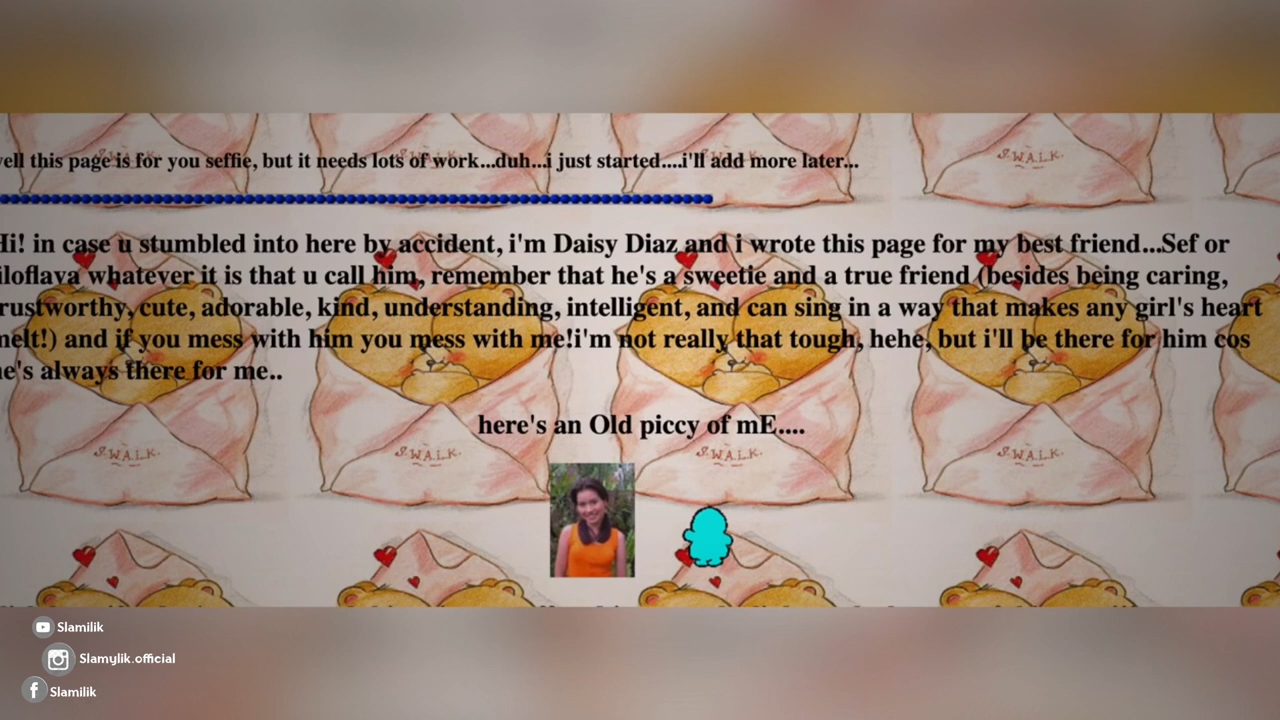 ell this page is for you seffie, but it needs lots of work...duh...i just started....i'll add more later...
Hi! in case u stumbled into here by accident, i'm Daisy Diaz and i wrote this page for my best friend...Sef or
iloflava whatever it is that u call him, remember that he's a sweetie and a true friend (besides being caring,
rustworthy, cute, adorable, kind, understanding, intelligent, and can sing in a way that makes any girl's heart
melt!) and if you mess with him you mess with me!i'm not really that tough, hehe, but i'll be there for him cos
he's always there for me..
here's an Old piccy of mE....
S.W.A.L.K.
S.W.A.L.K.
S.W.A.L.K.
S.W.A.L.K.
S.W.A.L.K.
Slamilik
Slamylik.official
Slamilik